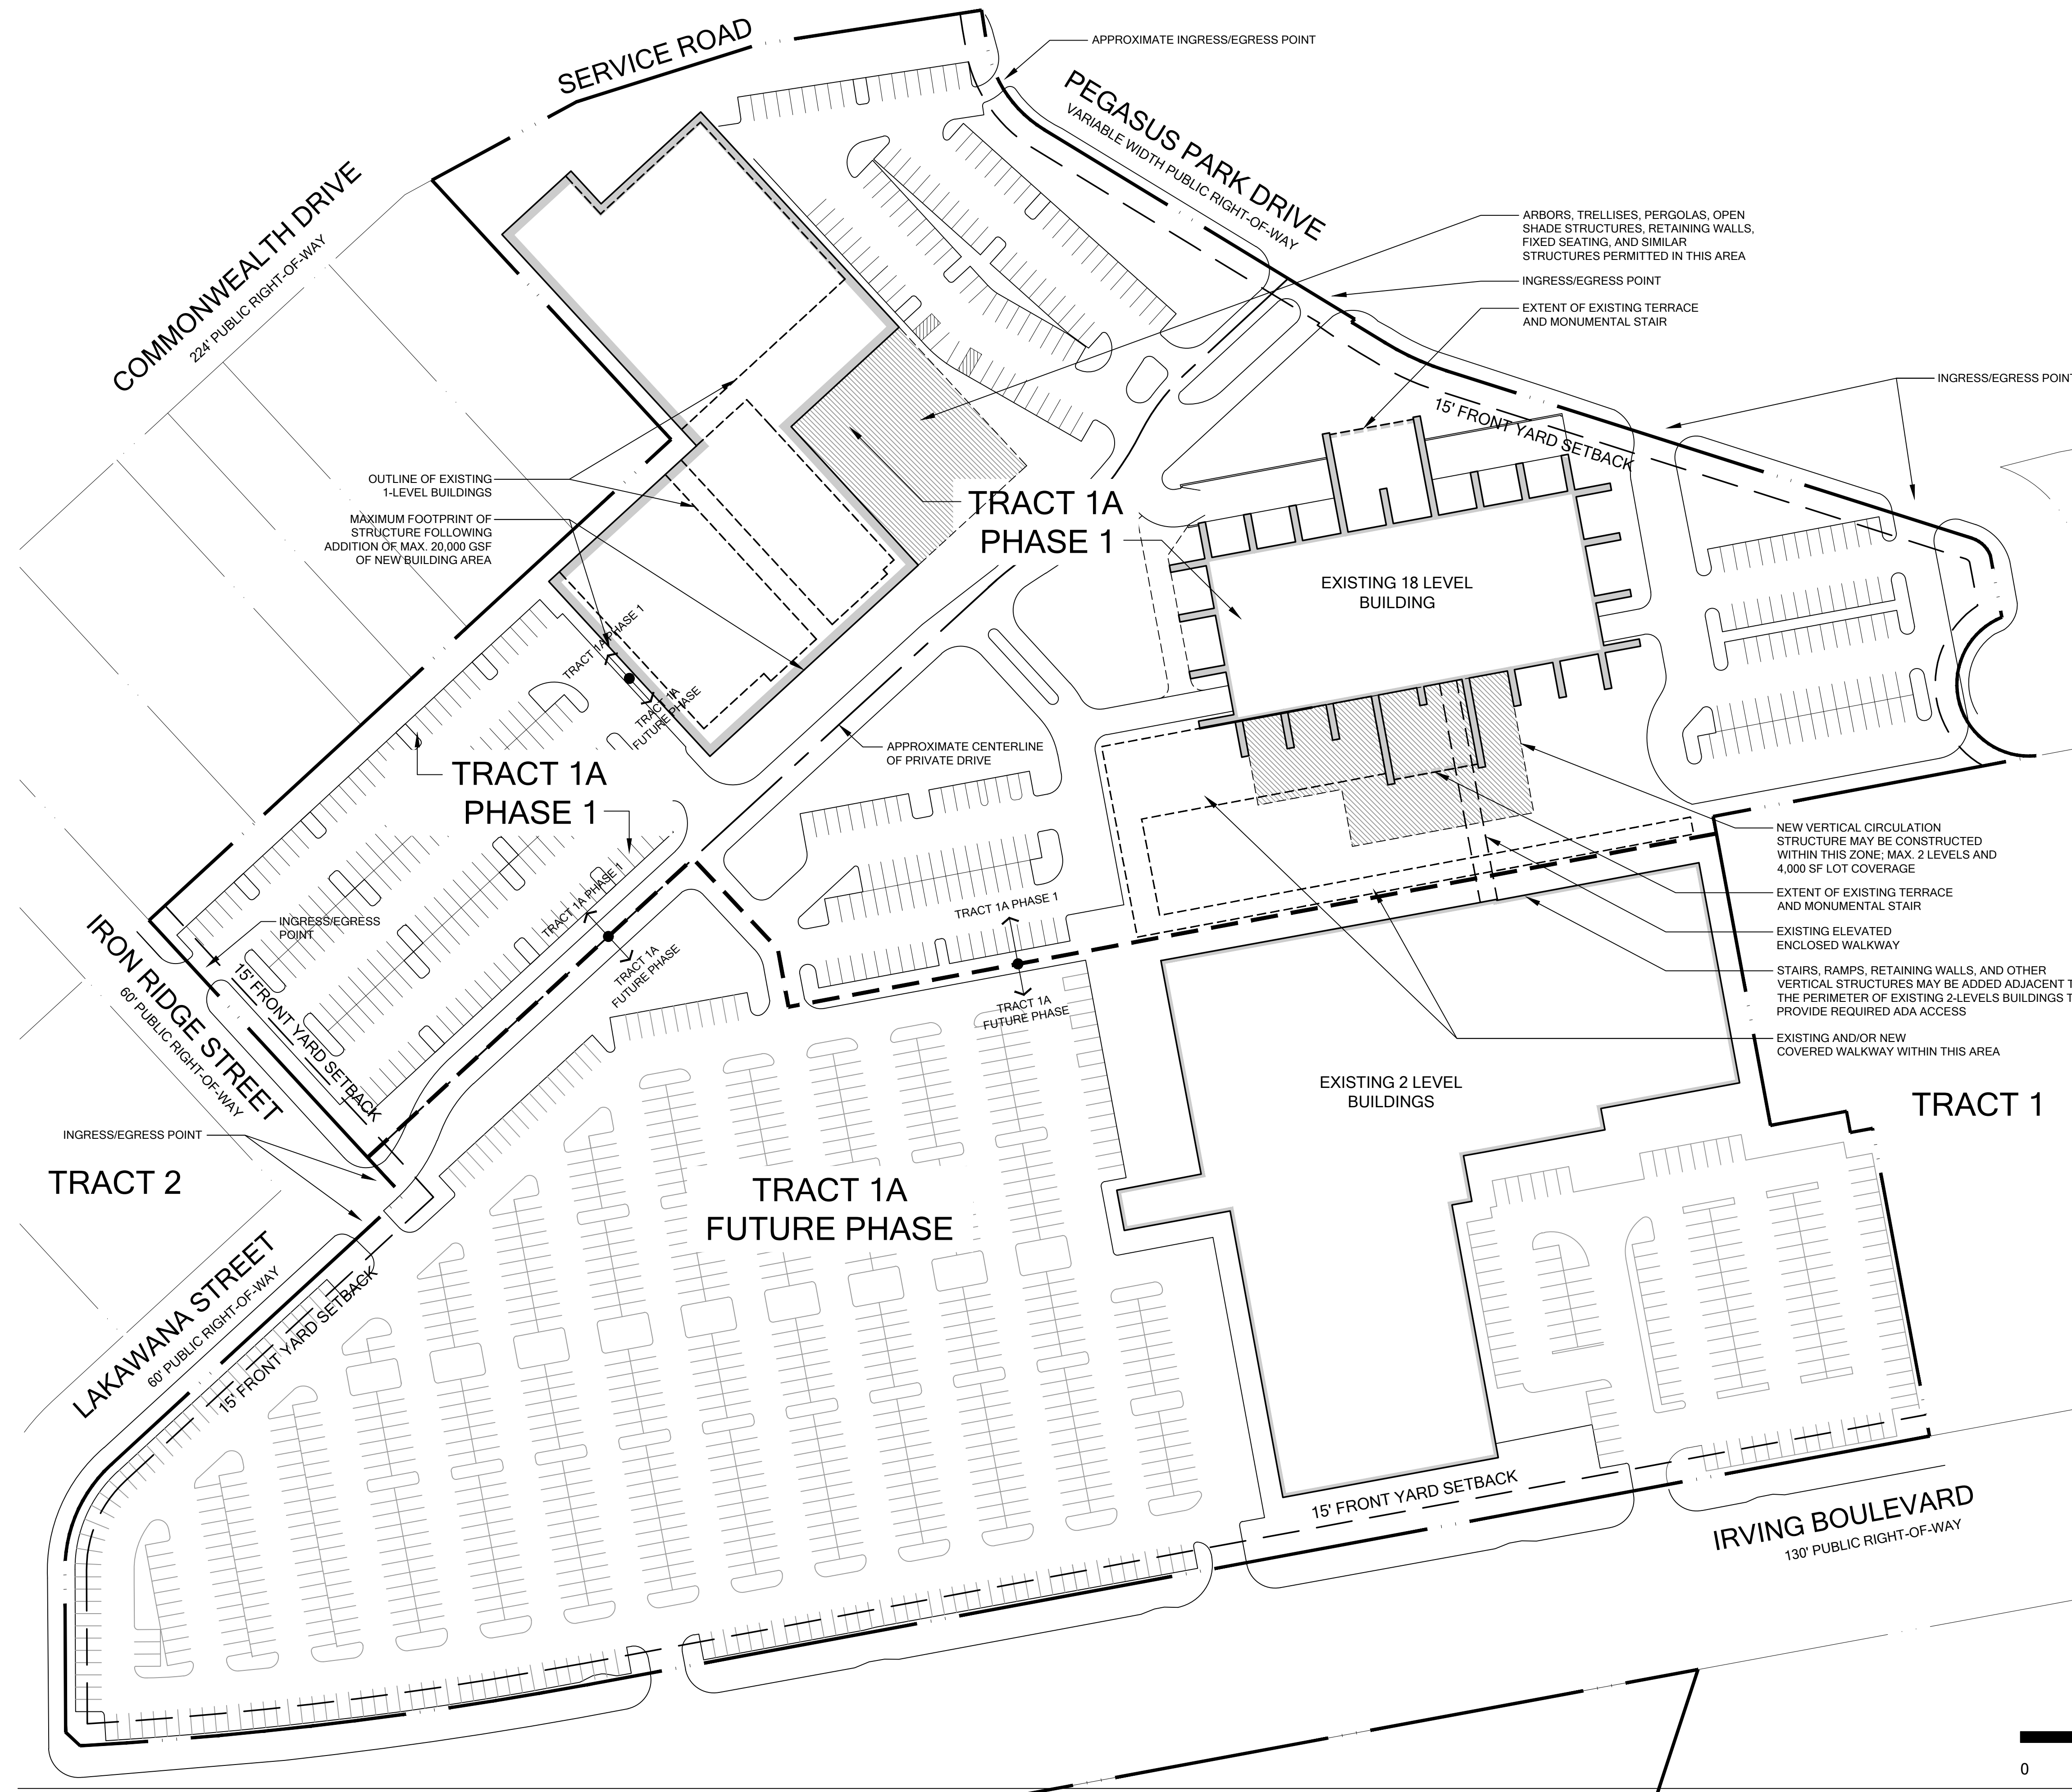 SERVICE ROAD
APPROXIMATE INGRESS/EGRESS POINT
PEGASUS PARK DRIVE
VARIABLE WIDTH PUBLIC RIGHT-OF-WAY
COMMONWEALTH DRIVE
224' PUBLIC RIGHT-OF-WAY
ARBORS, TRELLISES, PERGOLAS, OPEN
SHADE STRUCTURES, RETAINING WALLS,
FIXED SEATING, AND SIMILAR
STRUCTURES PERMITTED IN THIS AREA
INGRESS/EGRESS POINT
EXTENT OF EXISTING TERRACE
AND MONUMENTAL STAIR
INGRESS/EGRESS POINT
15' FRONT YARD SETBACK
OUTLINE OF EXISTING
1-LEVEL BUILDINGS
MAXIMUM FOOTPRINT OF
STRUCTURE FOLLOWING
ADDITION OF MAX. 20,000 GSF
OF NEW BUILDING AREA
TRACT 1A
PHASE 1
EXISTING 18 LEVEL
BUILDING
TRACT 1A PHASE 1
TRACT 1A
FUTURE PHASE
APPROXIMATE CENTERLINE
OF PRIVATE DRIVE
TRACT 1A
PHASE 1
NEW VERTICAL CIRCULATION
STRUCTURE MAY BE CONSTRUCTED
WITHIN THIS ZONE; MAX. 2 LEVELS AND
4,000 SF LOT COVERAGE
EXTENT OF EXISTING TERRACE
AND MONUMENTAL STAIR
EXISTING ELEVATED
ENCLOSED WALKWAY
STAIRS, RAMPS, RETAINING WALLS, AND OTHER
VERTICAL STRUCTURES MAY BE ADDED ADJACENT T
THE PERIMETER OF EXISTING 2-LEVELS BUILDINGS T
PROVIDE REQUIRED ADA ACCESS
EXISTING AND/OR NEW
COVERED WALKWAY WITHIN THIS AREA
INGRESS/EGRESS
POINT
TRACT 1A PHASE 1
TRACT 1A
FUTURE PHASE
TRACT 1A PHASE 1
TRACT 1A
FUTURE PHASE
IRON RIDGE STREET
60' PUBLIC RIGHT-OF-WAY
15' FRONT YARD SETBACK
EXISTING 2 LEVEL
BUILDINGS
TRACT 1
INGRESS/EGRESS POINT
TRACT 2
TRACT 1A
FUTURE PHASE
LAKAWANA STREET
60' PUBLIC RIGHT-OF-WAY
15' FRONT YARD SETBACK
15' FRONT YARD SETBACK
IRVING BOULEVARD
130' PUBLIC RIGHT-OF-WAY
0